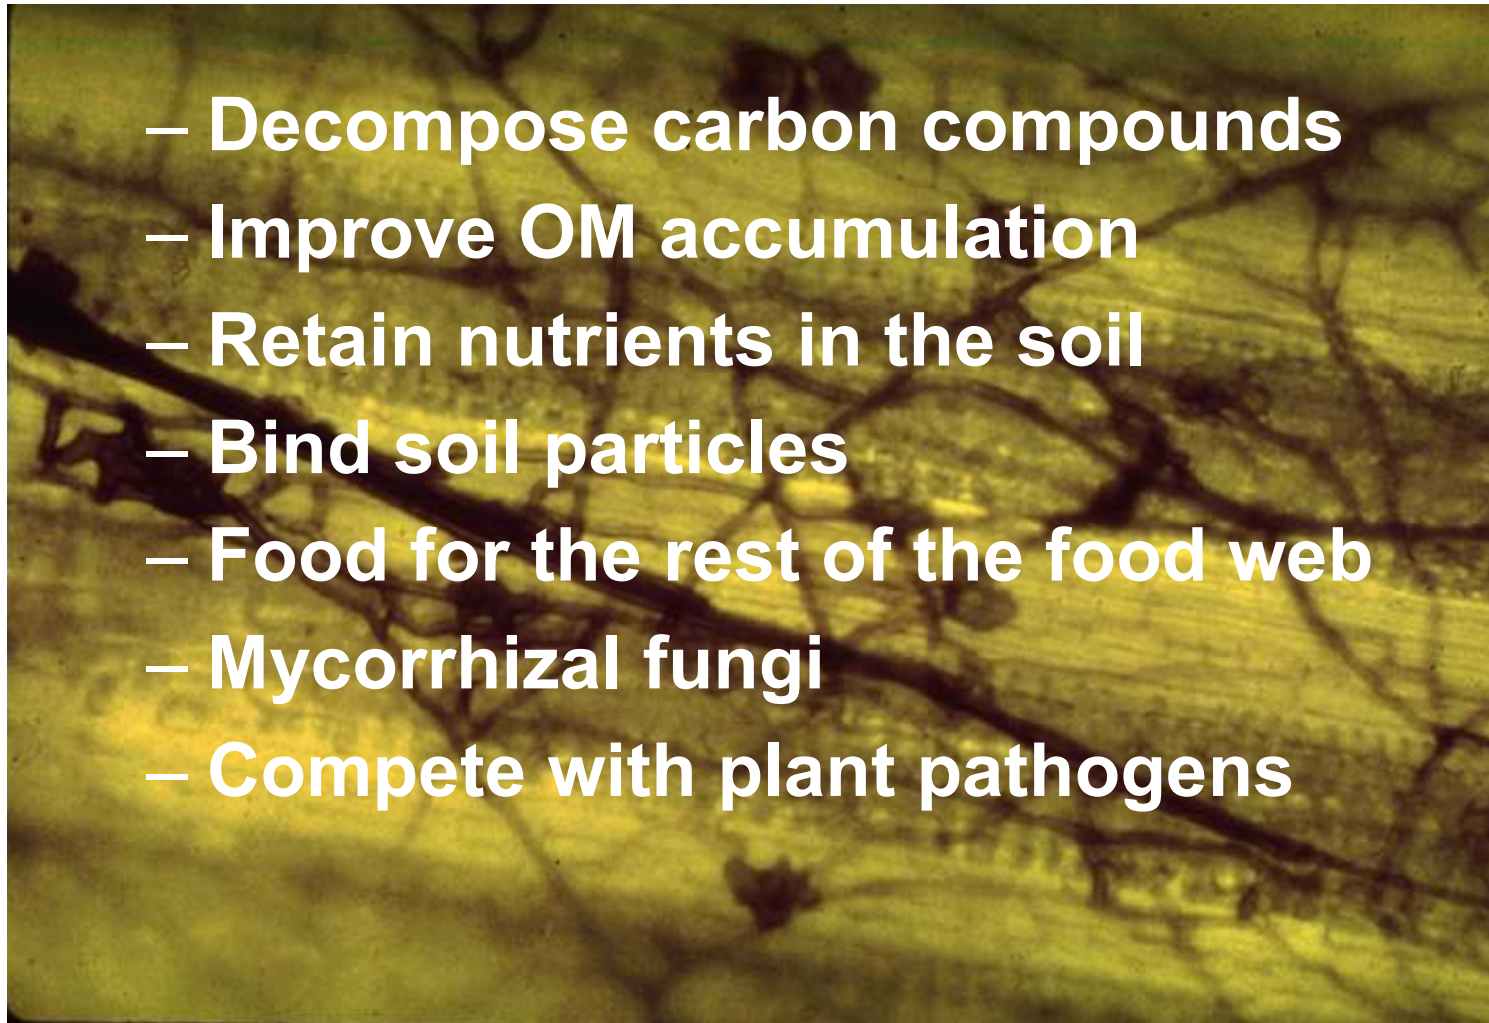 – Decompose carbon compounds
– Improve OM accumulation
– Retain nutrients in the soil
– Bind soil particles
– Food for the rest of the food web
– Mycorrhizal fungi
– Compete with plant pathogens